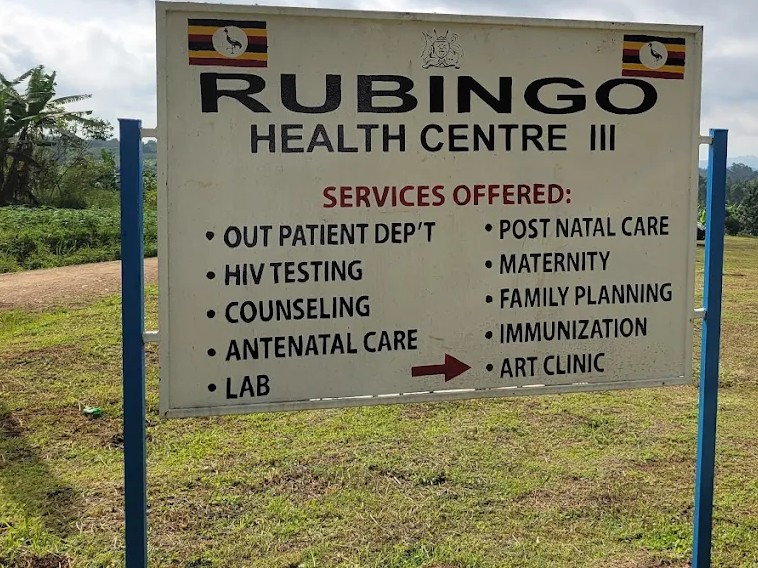 RUBINGO
HEALTH CENTRE III
SERVICES OFFERED:
• OUT PATIENT DEP'T
• HIV TESTING
• COUNSELING
• ANTENATAL CARE
• LAB
• POST NATAL CARE
• MATERNITY
• FAMILY PLANNING
• IMMUNIZATION
• ART CLINIC